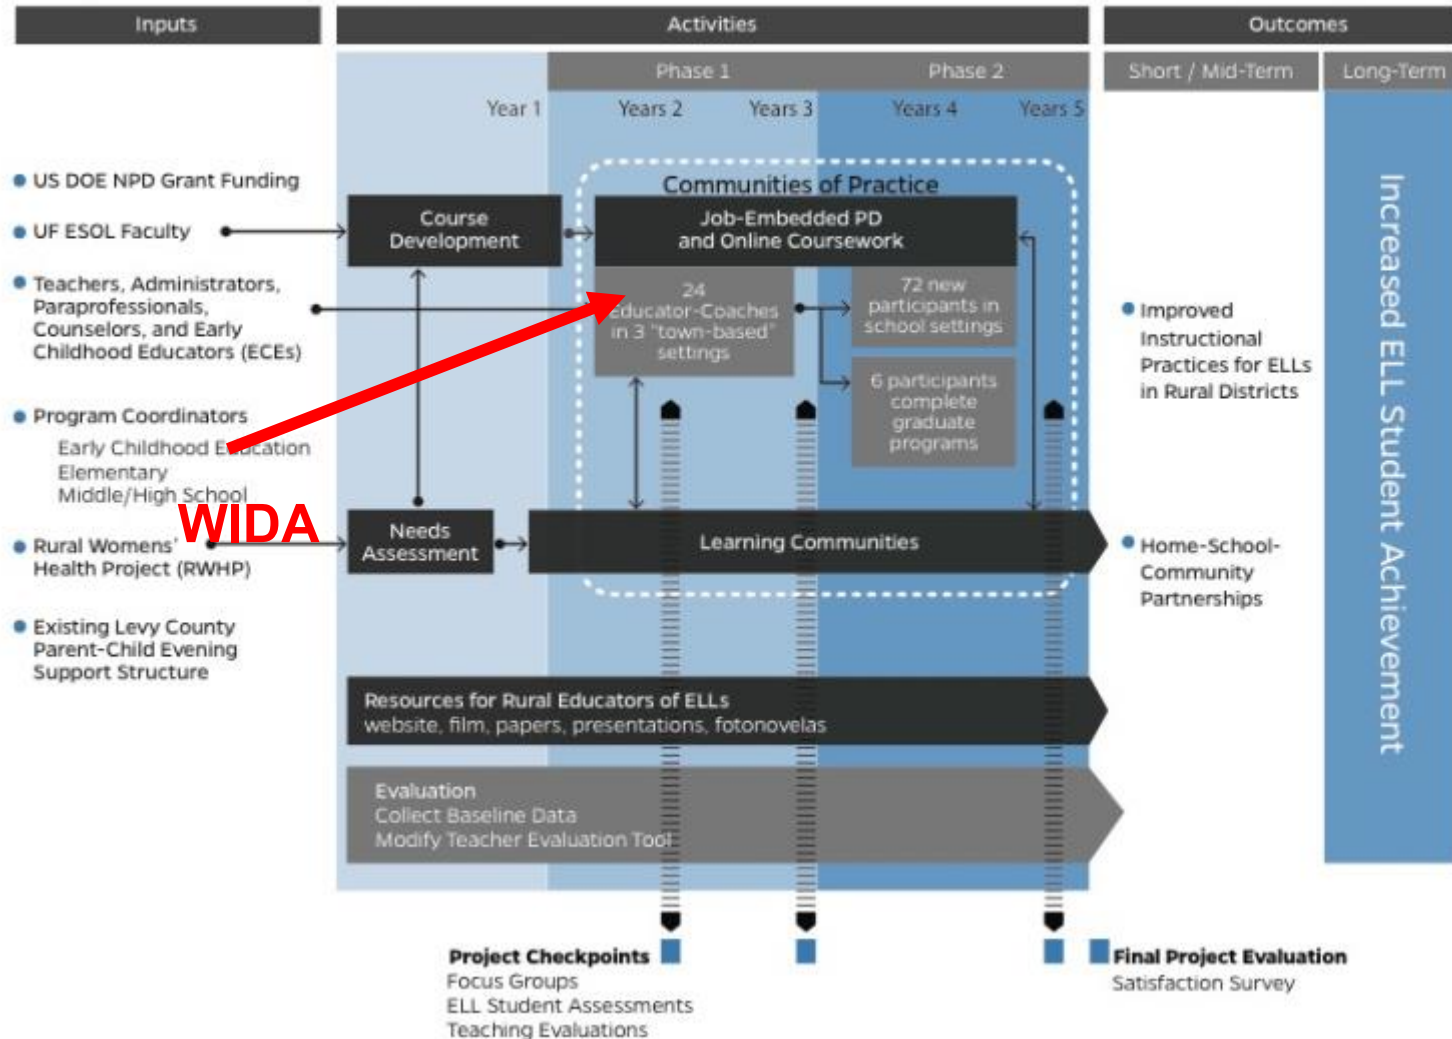 Inputs
Activities
Outcomes
Phase 1
Phase 2
Short / Mid-Term
Long-Term
Year 1
Years 2
Years 3
Years 4
Years 5
US DOE NPD Grant Funding
UF ESOL Faculty
Teachers, Administrators,
Paraprofessionals,
Counselors, and Early
Childhood Educators (ECEs)
Program Coordinators
Early Childhood Education
Elementary
Middle/High School
WIDA
Rural Womens'
Health Project (RWHP)
Existing Levy County
Parent-Child Evening
Support Structure
Course
Development
Needs
Assessment
Communities of Practice
Job-Embedded PD
and Online Coursework
24
Educator-Coaches
in 3 "town-based"
settings
72 new
participants in
school settings
6 participants
complete
graduate
programs
Learning Communities
Resources for Rural Educators of ELLs
website, film, papers, presentations, fotonovelas
Evaluation
Collect Baseline Data
Modify Teacher Evaluation Tool
Improved
Instructional
Practices for ELLs
in Rural Districts
Home-School-
Community
Partnerships
Increased ELL Student Achievement
Project Checkpoints
Focus Groups
ELL Student Assessments
Teaching Evaluations
Final Project Evaluation
Satisfaction Survey